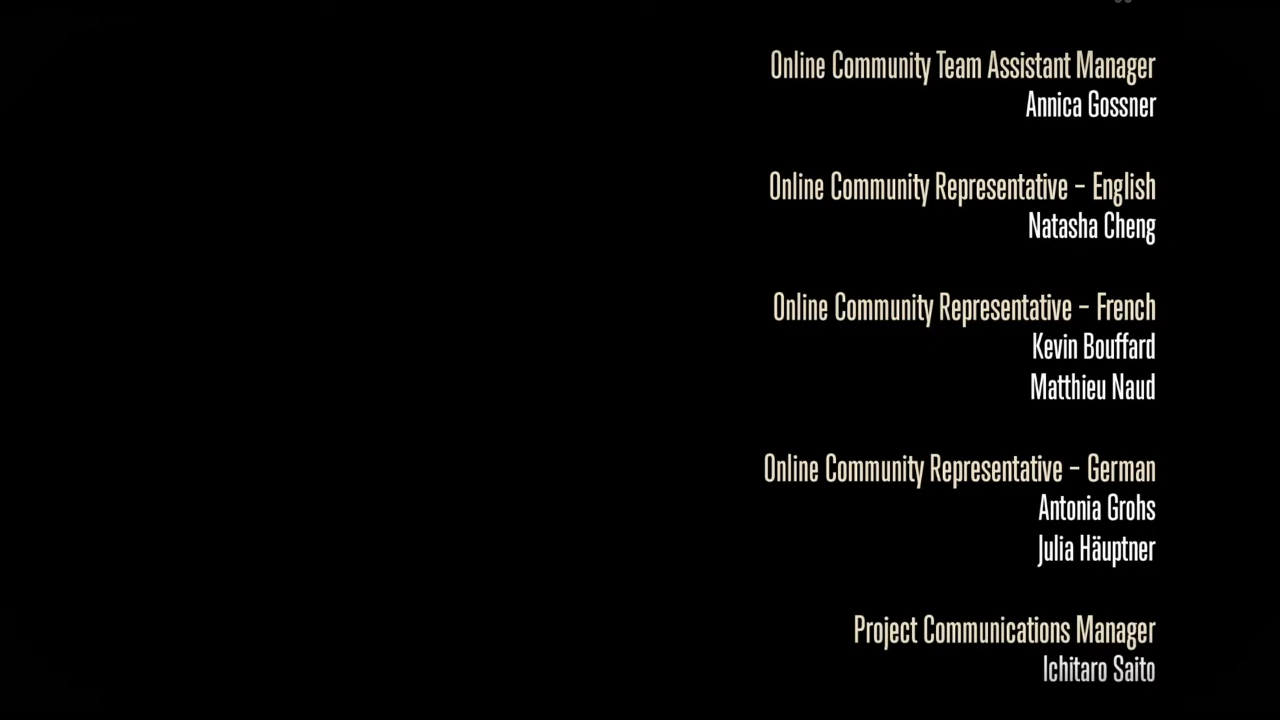 Online Community Team Assistant Manager
Annica Gossner
Online Community Representative – English
Natasha Cheng
Online Community Representative – French
Kevin Bouffard
Matthieu Naud
Online Community Representative – German
Antonia Grohs
Julia Häuptner
Project Communications Manager
Ichitaro Saito